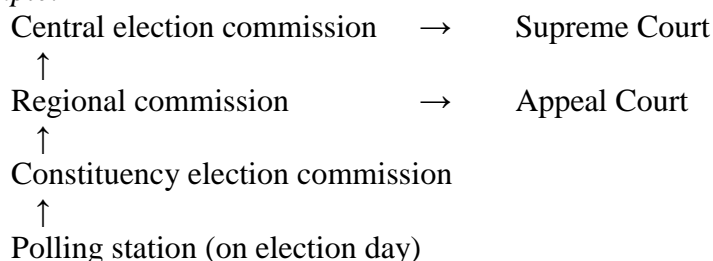 Central election commission → Supreme Court
↑
Regional commission → Appeal Court
↑
Constituency election commission
↑
Polling station (on election day)